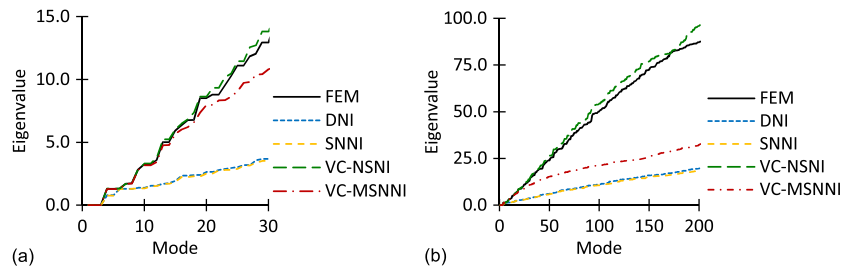 15.0
10.0
5.0
0.0
Eigenvalue
0
10
20
30
Mode
FEM
DNI
SNNI
VC-NSNI
VC-MSNNI
(a)
100.0
75.0
50.0
25.0
0.0
Eigenvalue
0
50
100
150
200
Mode
FEM
DNI
SNNI
VC-NSNI
VC-MSNNI
(b)